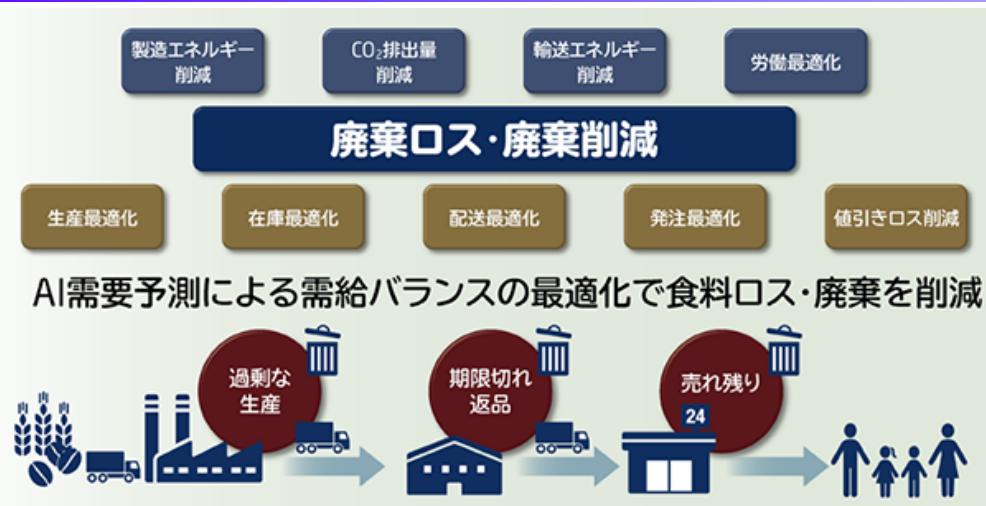 製造エネルギー
削減
CO₂排出量
削減
輸送エネルギー
削減
労働最適化
廃棄ロス・廃棄削減
生産最適化
在庫最適化
配送最適化
発注最適化
値引きロス削減
AI需要予測による需給バランスの最適化で食料ロス・廃棄を削減
過剰な
生産
期限切れ
返品
売れ残り
24